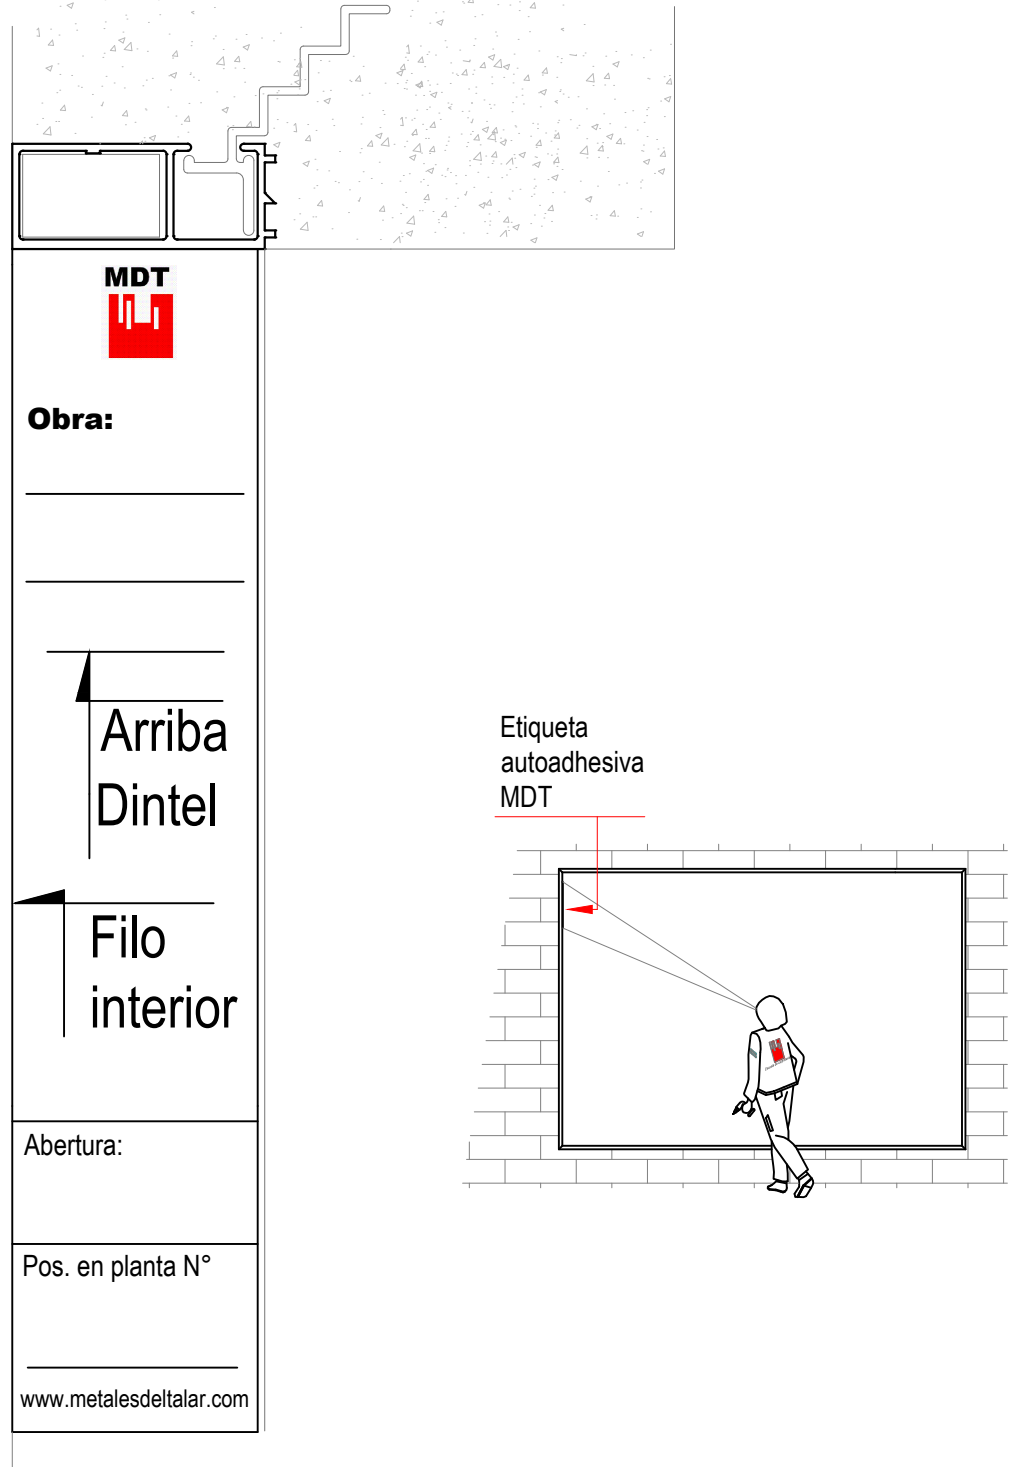 MDT
Obra:
Arriba
Dintel
Filo
interior
Abertura:
Pos. en planta N°
www.metalesdeltalar.com
Etiqueta
autoadhesiva
MDT